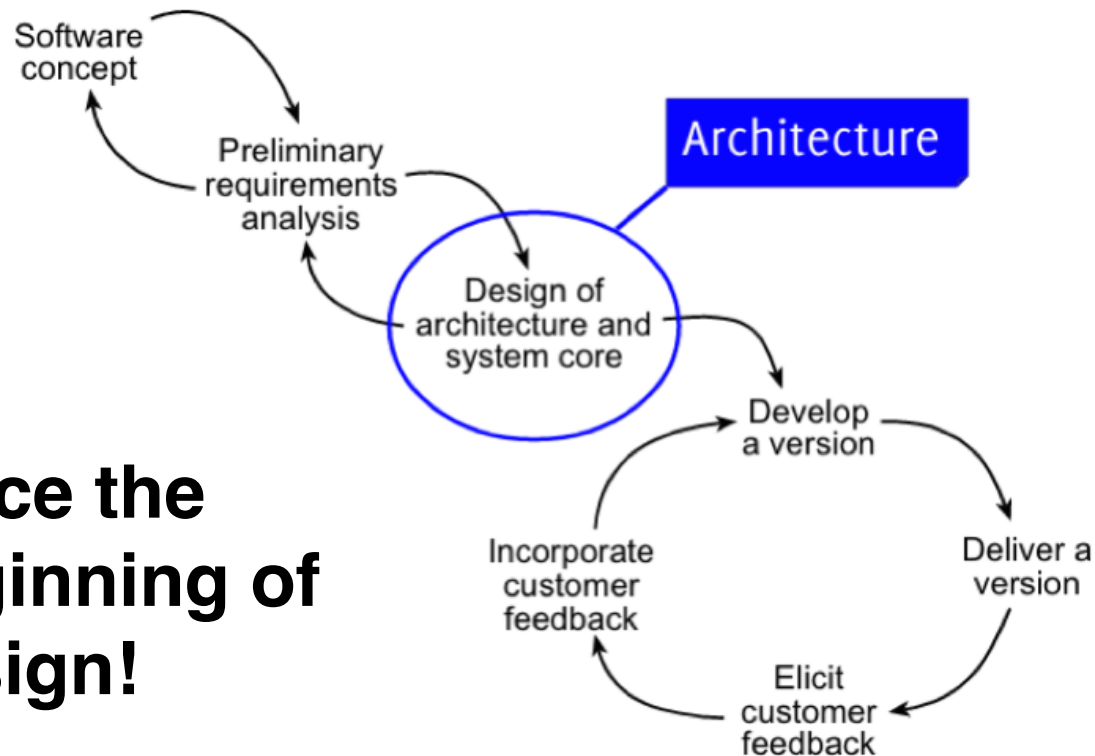 Software
concept
Preliminary
requirements
analysis
Architecture
Design of
architecture and
system core
Develop
a version
Deliver a
version
Elicit
customer
feedback
Incorporate
customer
feedback
ce the
ginning of
sign!